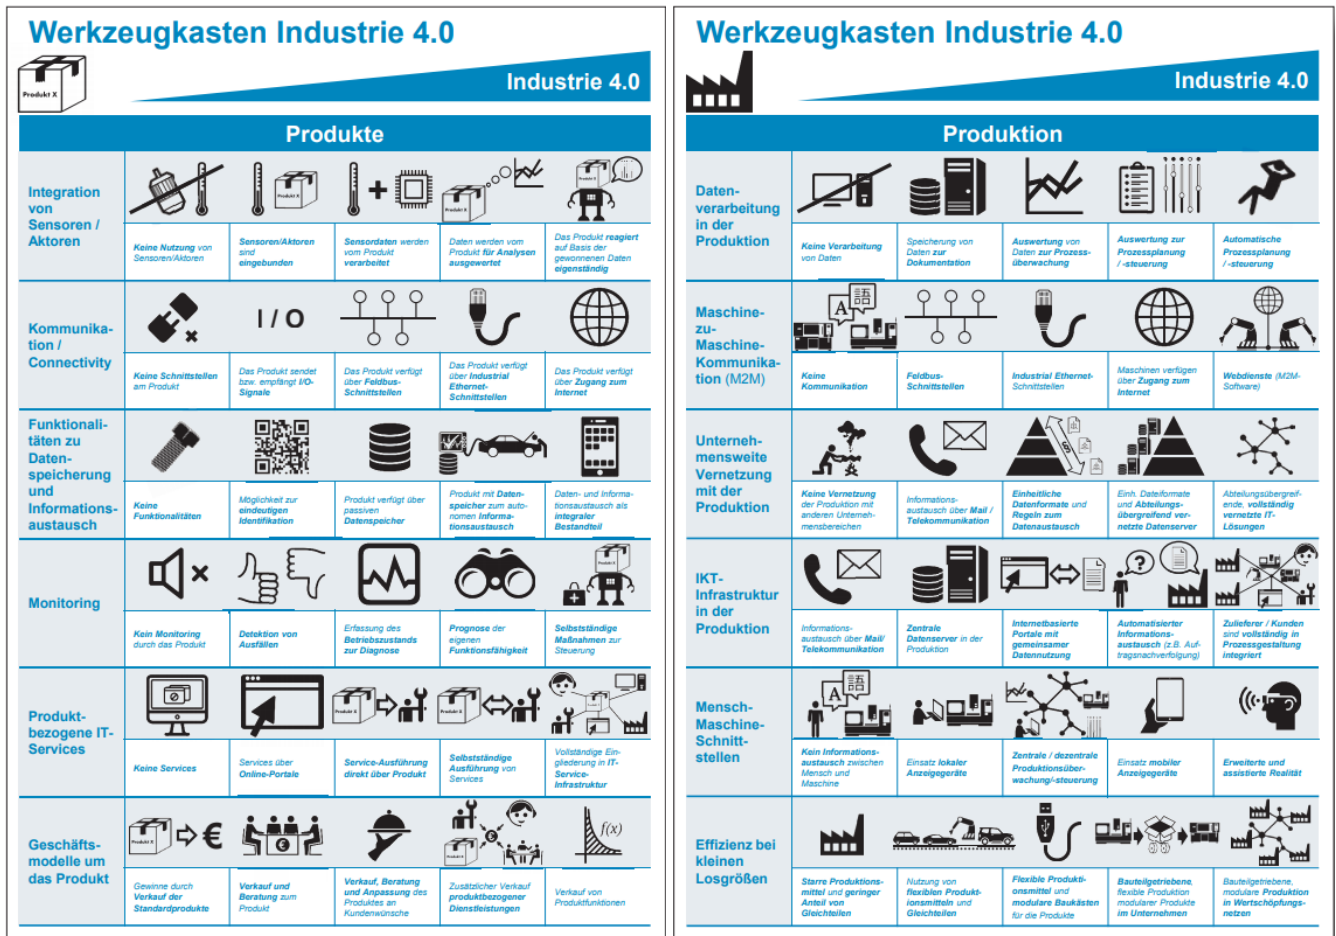 Werkzeugkasten Industrie 4.0
Produkt X
Industrie 4.0
Produkte
Integration
von
Sensoren /
Aktoren
Keine Nutzung von
Sensoren/Aktoren
Sensoren/Aktoren
sind
eingebunden
Sensordaten werden
vom Produkt
verarbeitet
Daten werden vom
Produkt für Analysen
ausgewertet
Das Produkt reagiert
auf Basis der
gewonnenen Daten
eigenständig
Kommunika-
tion /
Connectivity
I / O
Keine Schnittstellen
am Produkt
Das Produkt sendet
bzw. empfängt I/O-
Signale
Das Produkt verfügt
über Feldbus-
Schnittstellen
Das Produkt verfügt
über Industrial
Ethernet-
Schnittstellen
Das Produkt verfügt
über Zugang zum
Internet
Funktionali-
täten zu
Daten-
speicherung
und
Informations-
austausch
Keine
Funktionalitäten
Möglichkeit zur
eindeutigen
Identifikation
Produkt verfügt über
passiven
Datenspeicher
Produkt mit Daten-
speicher zum auto-
nomen Informa-
tionsaustausch
Daten- und Informa-
tionsaustausch als
integraler
Bestandteil
Monitoring
Kein Monitoring
durch das Produkt
Detektion von
Ausfällen
Erfassung des
Betriebszustands
zur Diagnose
Prognose der
eigenen
Funktionsfähigkeit
Selbstständige
Maßnahmen zur
Steuerung
Produkt-
bezogene IT-
Services
Keine Services
Services über
Online-Portale
Service-Ausführung
direkt über Produkt
Selbstständige
Ausführung von
Services
Vollständige Ein-
gliederung in IT-
Service-
Infrastruktur
Geschäfts-
modelle um
das Produkt
€
€
€
f(x)
Gewinne durch
Verkauf der
Standardprodukte
Verkauf und
Beratung zum
Produkt
Verkauf, Beratung
und Anpassung des
Produktes an
Kundenwünsche
Zusätzlicher Verkauf
produktbezogener
Dienstleistungen
Verkauf von
Produktfunktionen
Werkzeugkasten Industrie 4.0
Industrie 4.0
Produktion
Daten-
verarbeitung
in der
Produktion
Keine Verarbeitung
von Daten
Speicherung von
Daten zur
Dokumentation
Auswertung von
Daten zur Prozess-
überwachung
Auswertung zur
Prozessplanung
/ -steuerung
Automatische
Prozessplanung
/ -steuerung
Maschine-
zu-
Maschine-
Kommunika-
tion (M2M)
A
語
Keine
Kommunikation
Feldbus-
Schnittstellen
Industrial Ethernet-
Schnittstellen
Maschinen verfügen
über Zugang zum
Internet
Webdienste (M2M-
Software)
Unterneh-
mensweite
Vernetzung
mit der
Produktion
Keine Vernetzung
der Produktion mit
anderen Unterneh-
mensbereichen
Informations-
austausch über Mail /
Telekommunikation
Einheitliche
Datenformate und
Regeln zum
Datenaustausch
Einh. Dateiformate
und Abteilungs-
übergreifend ver-
netzte Datenserver
Abteilungsübergreif-
ende, vollständig
vernetzte IT-
Lösungen
IKT-
Infrastruktur
in der
Produktion
?
Informations-
austausch über Mail/
Telekommunikation
Zentrale
Datenserver in der
Produktion
Internetbasierte
Portale mit
gemeinsamer
Datennutzung
Automatisierter
Informations-
austausch (z.B. Auf-
tragsnachverfolgung)
Zulieferer / Kunden
sind vollständig in
Prozessgestaltung
integriert
Mensch-
Maschine-
Schnitt-
stellen
A
語
Kein Informations-
austausch zwischen
Mensch und
Maschine
Einsatz lokaler
Anzeigegeräte
Zentrale / dezentrale
Produktionsüber-
wachung/-steuerung
Einsatz mobiler
Anzeigegeräte
Erweiterte und
assistierte Realität
Effizienz bei
kleinen
Losgrößen
Starre Produktions-
mittel und geringer
Anteil von
Gleichteilen
Nutzung von
flexiblen Produkt-
ionsmitteln und
Gleichteilen
Flexible Produkti-
onsmittel und
modulare Baukästen
für die Produkte
Bauteilgetriebene,
flexible Produktion
modularer Produkte
im Unternehmen
Bauteilgetriebene,
modulare Produktion
in Wertschöpfungs-
netzen